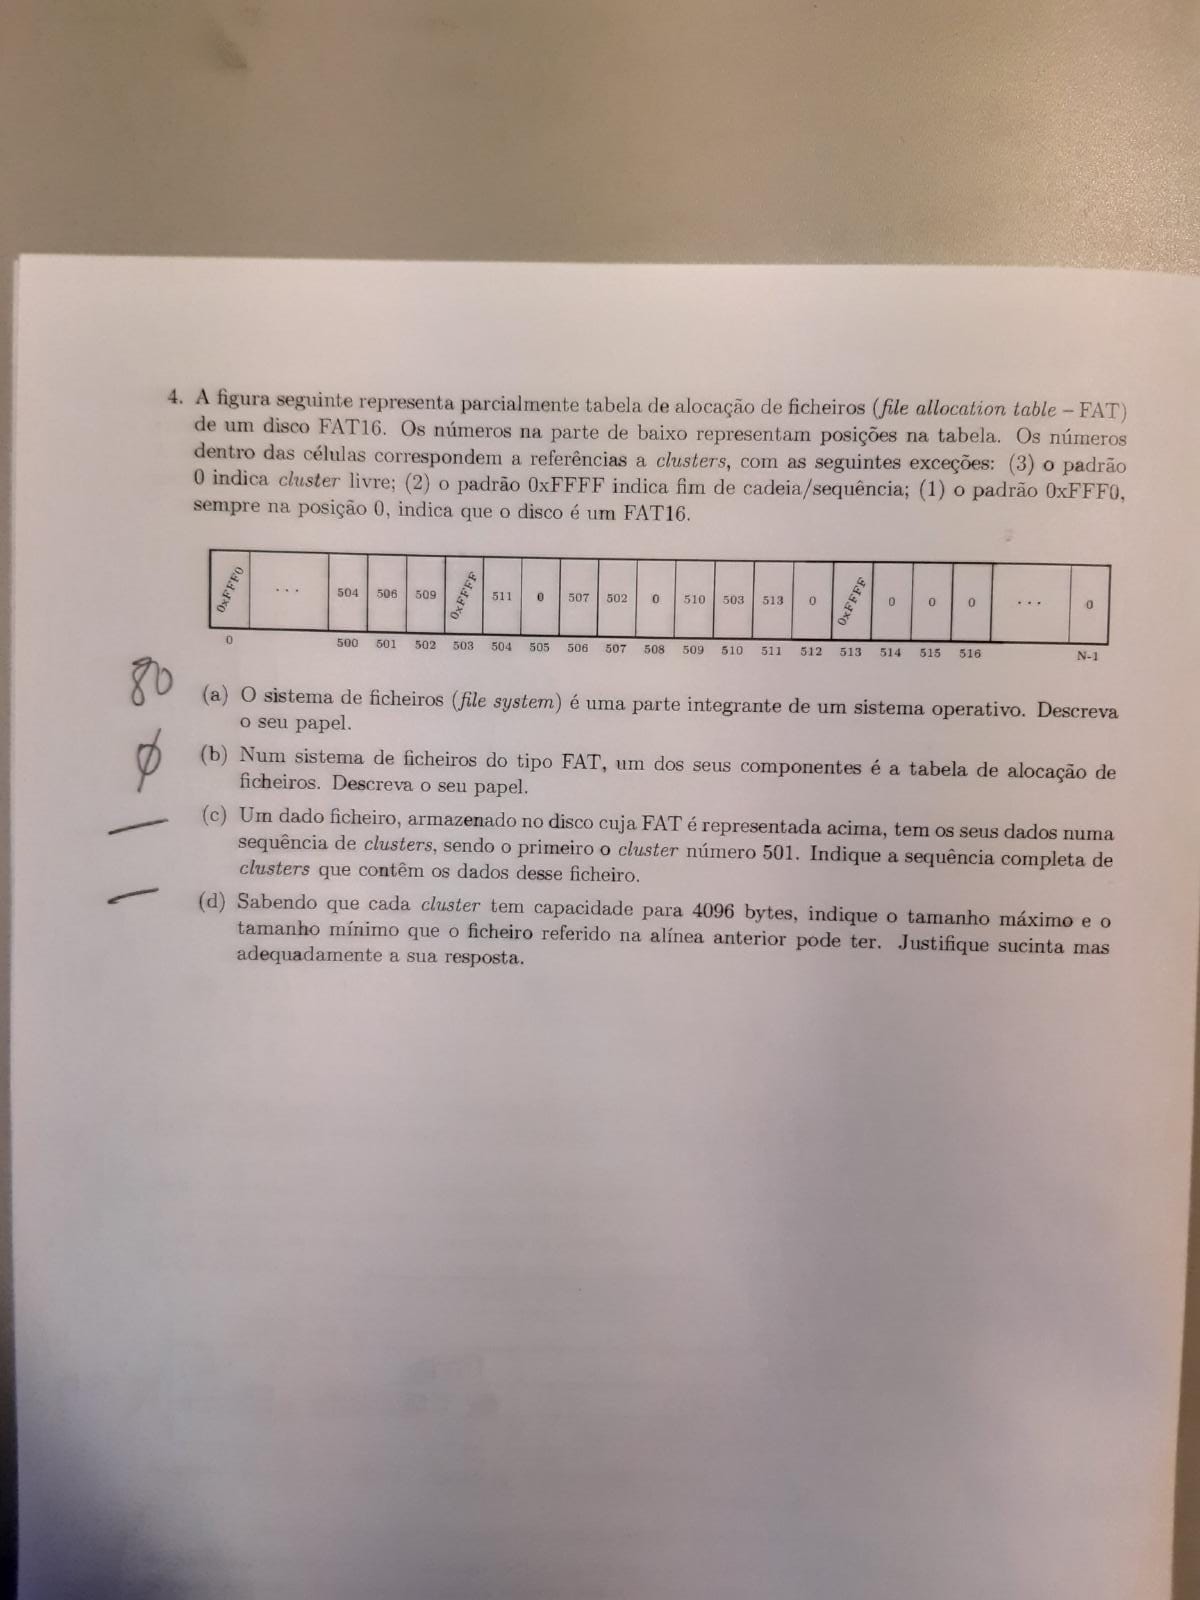 4. A figura seguinte representa parcialmente tabela de alocação de ficheiros (file allocation table – FAT)
de um disco FAT16. Os números na parte de baixo representam posições na tabela. Os números
dentro das células correspondem a referências a clusters, com as seguintes exceções: (3) o padrão
0 indica cluster livre; (2) o padrão 0xFFFF indica fim de cadeia/sequência; (1) o padrão 0xFFF0,
sempre na posição 0, indica que o disco é um FAT16.
0xFFF0 ... 504 506 509 0xFFFF 511 0 507 502 0 510 503 513 0 0xFFFF 0 0 0 ... 0
0 500 501 502 503 504 505 506 507 508 509 510 511 512 513 514 515 516 N-1
80 (a) O sistema de ficheiros (file system) é uma parte integrante de um sistema operativo. Descreva
o seu papel.
(b) Num sistema de ficheiros do tipo FAT, um dos seus componentes é a tabela de alocação de
ficheiros. Descreva o seu papel.
(c) Um dado ficheiro, armazenado no disco cuja FAT é representada acima, tem os seus dados numa
sequência de clusters, sendo o primeiro o cluster número 501. Indique a sequência completa de
clusters que contêm os dados desse ficheiro.
(d) Sabendo que cada cluster tem capacidade para 4096 bytes, indique o tamanho máximo e o
tamanho mínimo que o ficheiro referido na alínea anterior pode ter. Justifique sucinta mas
adequadamente a sua resposta.